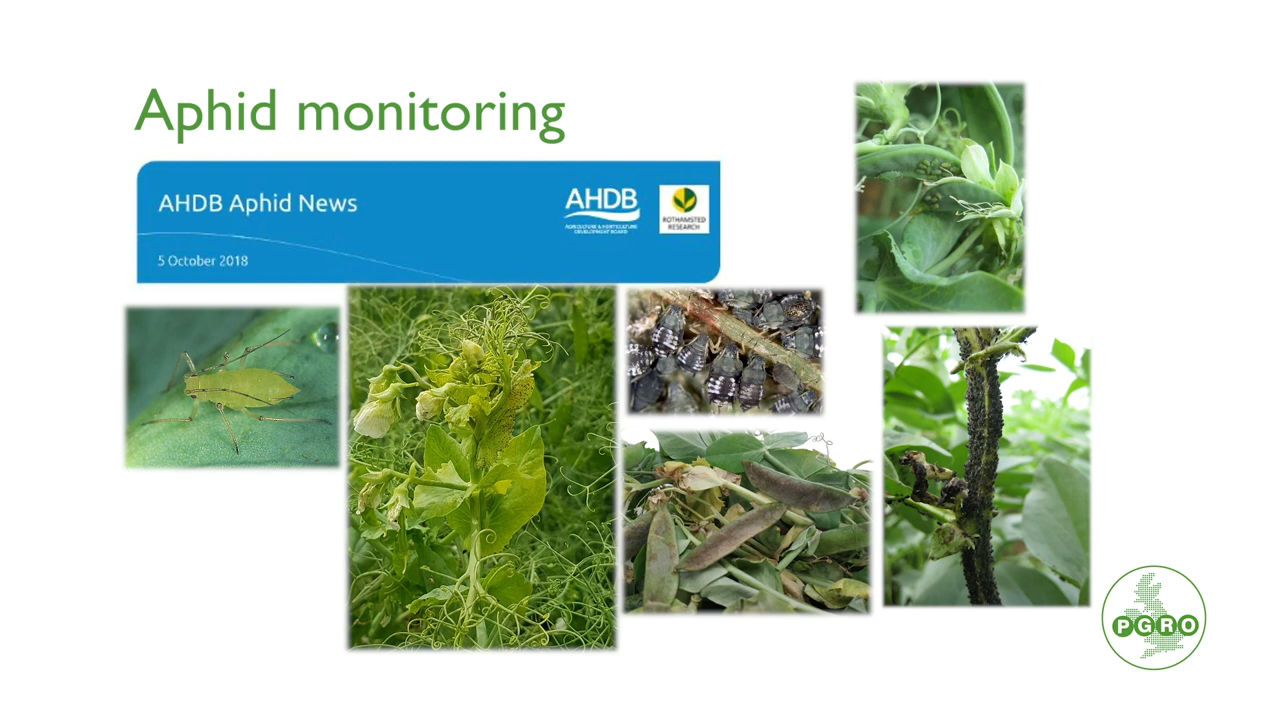 Aphid monitoring
AHDB Aphid News
AHDB
AGRICULTURE & HORTICULTURE
DEVELOPMENT BOARD
ROTHAMSTED
RESEARCH
5 October 2018
PGRO